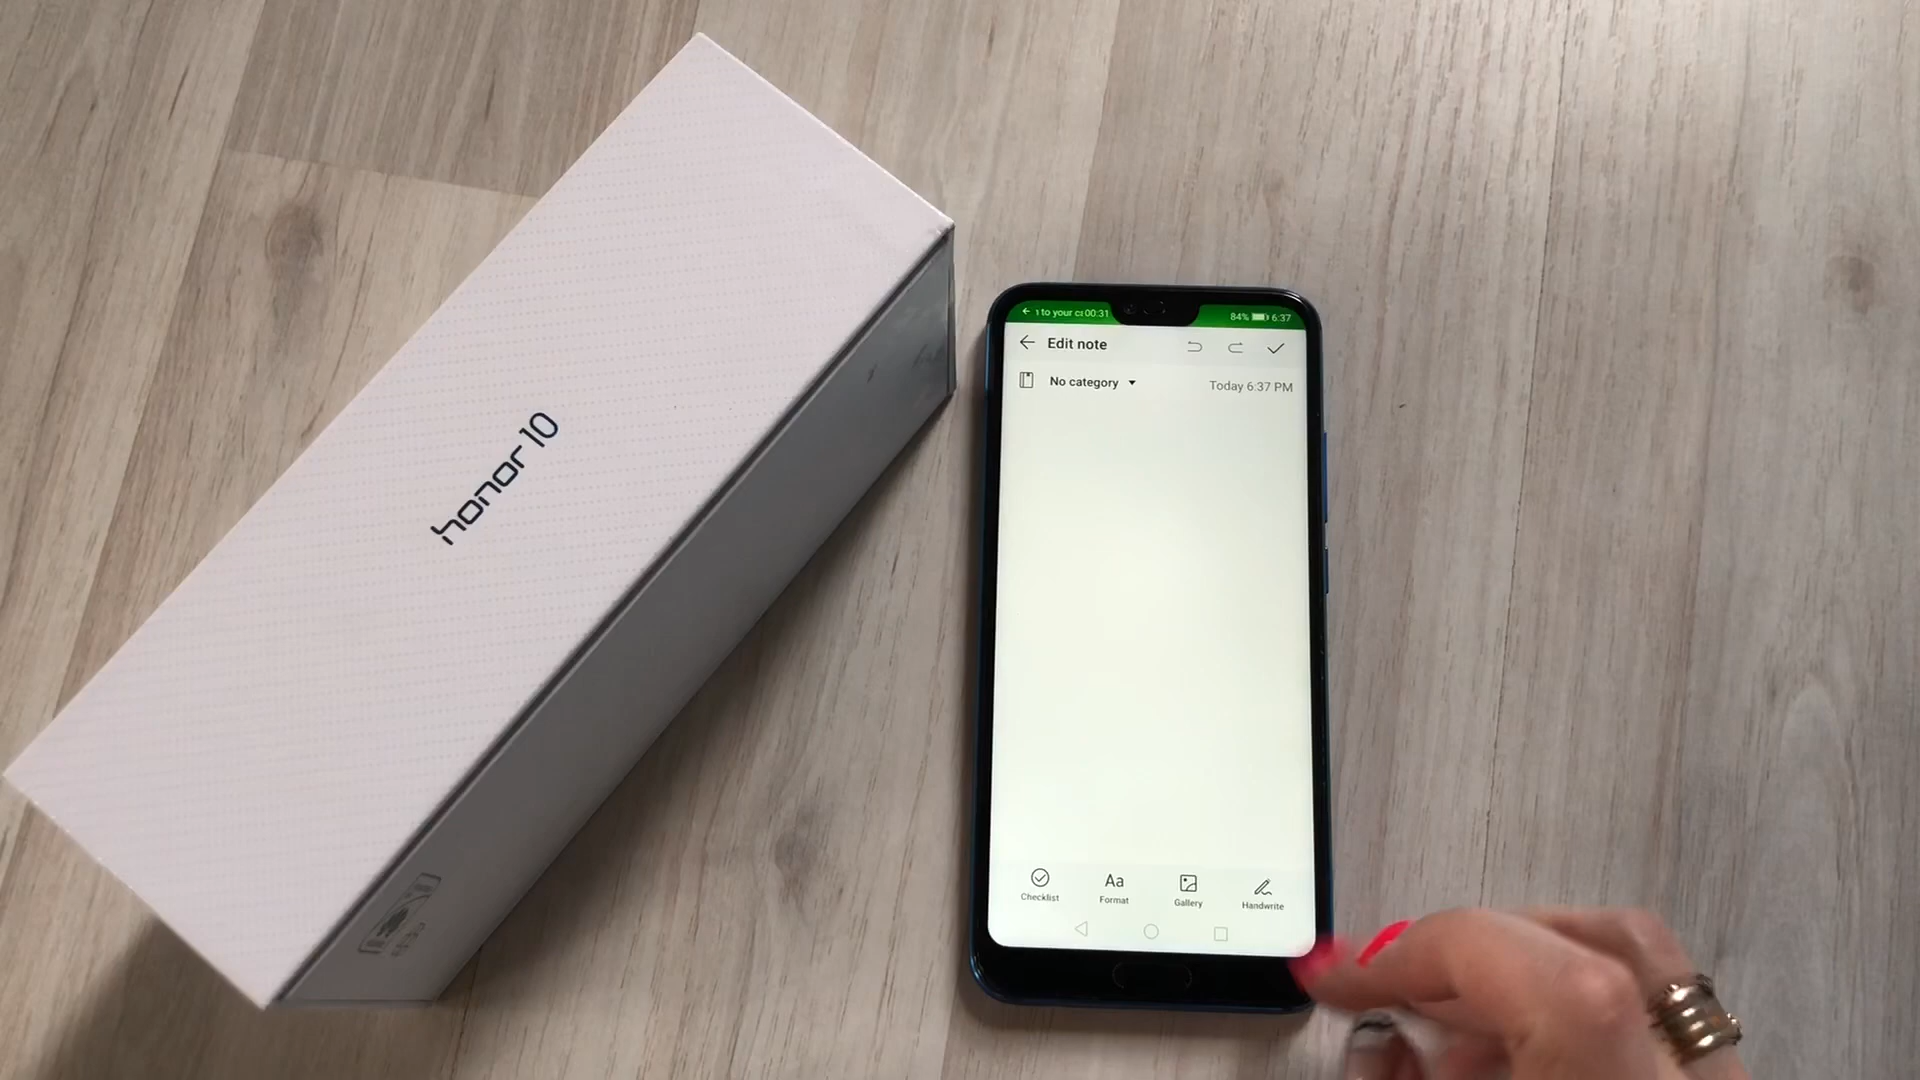 honor 10
to your 00:31
84% 6:37
Edit note
No category
Today 6:37 PM
Checklist
Aa
Format
Gallery
Handwrite